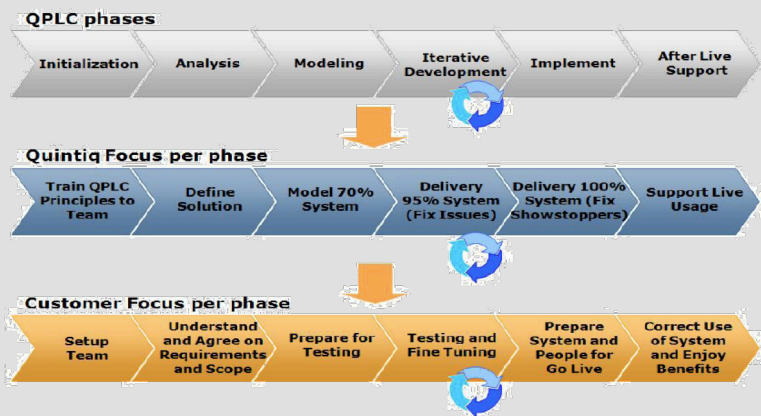 QPLC phases
Initialization
Analysis
Modeling
Iterative
Development
Implement
After Live
Support
Quintiq Focus per phase
Train QPLC
Principles to
Team
Define
Solution
Model 70%
System
Delivery
95% System
(Fix Issues)
Delivery 100%
System (Fix
Showstoppers)
Support Live
Usage
Customer Focus per phase
Setup
Team
Understand
and Agree on
Requirements
and Scope
Prepare for
Testing
Testing and
Fine Tuning
Prepare
System and
People for
Go Live
Correct Use
of System
and Enjoy
Benefits